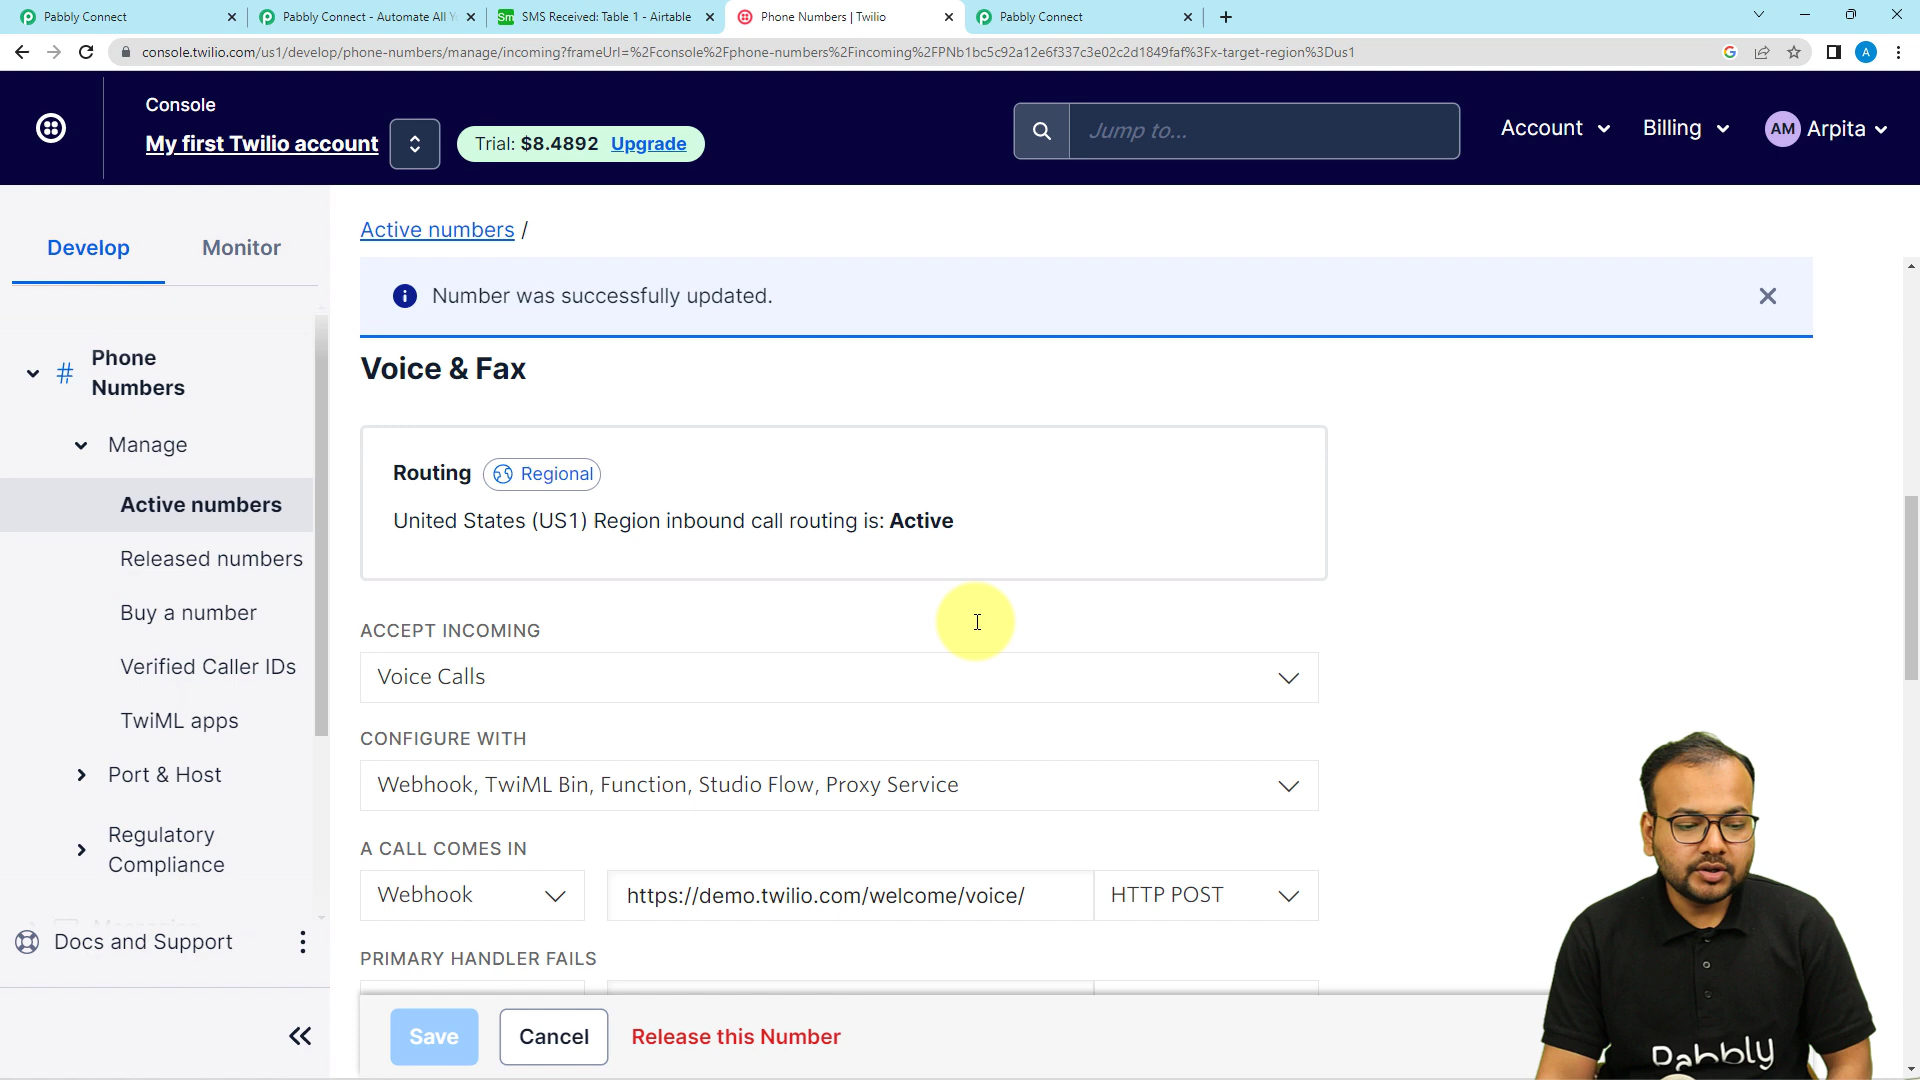 Pabbly Connect
Pabbly Connect - Automate All Y
SMS Received: Table 1 - Airtable
Phone Numbers | Twilio
Pabbly Connect
console.twilio.com/us1/develop/phone-numbers/manage/incoming?frameUrl=%2Fconsole%2Fphone-numbers%2Fincoming%2FPNb1bc5c92a12e6f337c3e02c2d1849faf%3Fx-target-region%3Dus1
A
Console
My first Twilio account
Trial: $8.4892 Upgrade
Jump to...
Account
Billing
AM Arpita
Develop
Monitor
Phone
Numbers
Manage
Active numbers
Released numbers
Buy a number
Verified Caller IDs
TwiML apps
Port & Host
Regulatory
Compliance
Docs and Support
Active numbers /
Number was successfully updated.
Voice & Fax
Routing Regional
United States (US1) Region inbound call routing is: Active
ACCEPT INCOMING
Voice Calls
CONFIGURE WITH
Webhook, TwiML Bin, Function, Studio Flow, Proxy Service
A CALL COMES IN
Webhook https://demo.twilio.com/welcome/voice/ HTTP POST
PRIMARY HANDLER FAILS
Save Cancel Release this Number
Pabbly